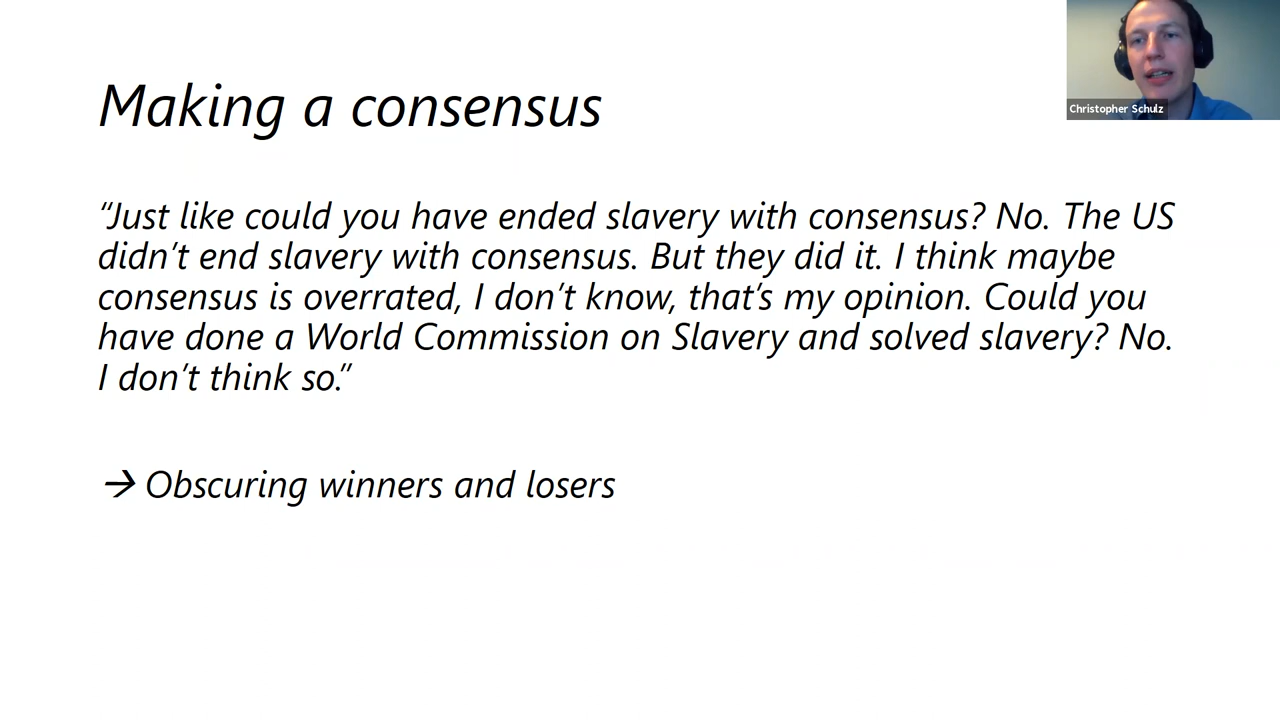 Making a consensus
Christopher Schulz
“Just like could you have ended slavery with consensus? No. The US
didn’t end slavery with consensus. But they did it. I think maybe
consensus is overrated, I don’t know, that’s my opinion. Could you
have done a World Commission on Slavery and solved slavery? No.
I don’t think so.”
→ Obscuring winners and losers